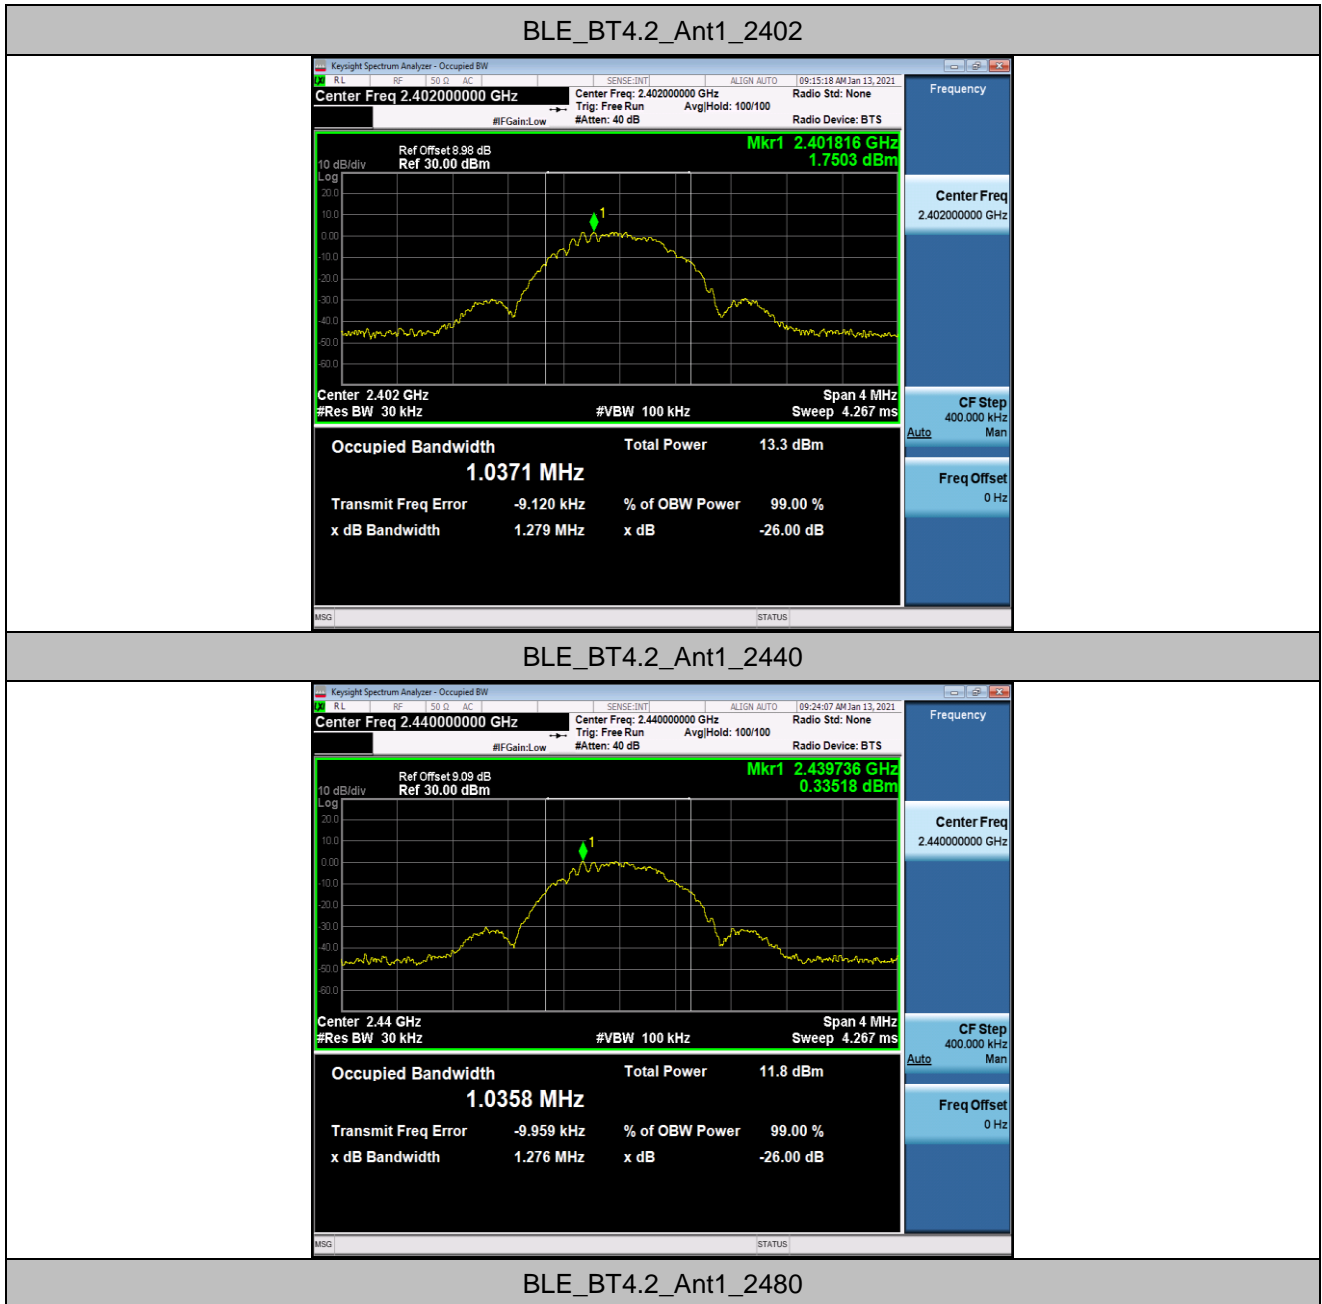 BLE_BT4.2_Ant1_2402
Keysight Spectrum Analyzer - Occupied BW
RL RF 50 Ω AC SENSE:INT ALIGN AUTO 09:15:18 AM Jan 13, 2021
Center Freq 2.402000000 GHz
Center Freq: 2.402000000 GHz Radio Std: None
Trig: Free Run Avg|Hold: 100/100
#IFGain:Low #Atten: 40 dB Radio Device: BTS
Frequency
Mkr1 2.401816 GHz
1.7503 dBm
Ref Offset 8.98 dB
10 dB/div Ref 30.00 dBm
Log
20.0
10.0
1
0.00
-10.0
-20.0
-30.0
-40.0
-50.0
-60.0
Center 2.402 GHz Span 4 MHz
#Res BW 30 kHz #VBW 100 kHz Sweep 4.267 ms
Center Freq
2.402000000 GHz
CF Step
400.000 kHz
Auto Man
Freq Offset
0 Hz
Occupied Bandwidth Total Power 13.3 dBm
1.0371 MHz
Transmit Freq Error -9.120 kHz % of OBW Power 99.00 %
x dB Bandwidth 1.279 MHz x dB -26.00 dB
MSG STATUS
BLE_BT4.2_Ant1_2440
Keysight Spectrum Analyzer - Occupied BW
RL RF 50 Ω AC SENSE:INT ALIGN AUTO 09:24:07 AM Jan 13, 2021
Center Freq 2.440000000 GHz
Center Freq: 2.440000000 GHz Radio Std: None
Trig: Free Run Avg|Hold: 100/100
#IFGain:Low #Atten: 40 dB Radio Device: BTS
Frequency
Mkr1 2.439736 GHz
0.33518 dBm
Ref Offset 9.09 dB
10 dB/div Ref 30.00 dBm
Log
20.0
10.0
1
0.00
-10.0
-20.0
-30.0
-40.0
-50.0
-60.0
Center 2.44 GHz Span 4 MHz
#Res BW 30 kHz #VBW 100 kHz Sweep 4.267 ms
Center Freq
2.440000000 GHz
CF Step
400.000 kHz
Auto Man
Freq Offset
0 Hz
Occupied Bandwidth Total Power 11.8 dBm
1.0358 MHz
Transmit Freq Error -9.959 kHz % of OBW Power 99.00 %
x dB Bandwidth 1.276 MHz x dB -26.00 dB
MSG STATUS
BLE_BT4.2_Ant1_2480